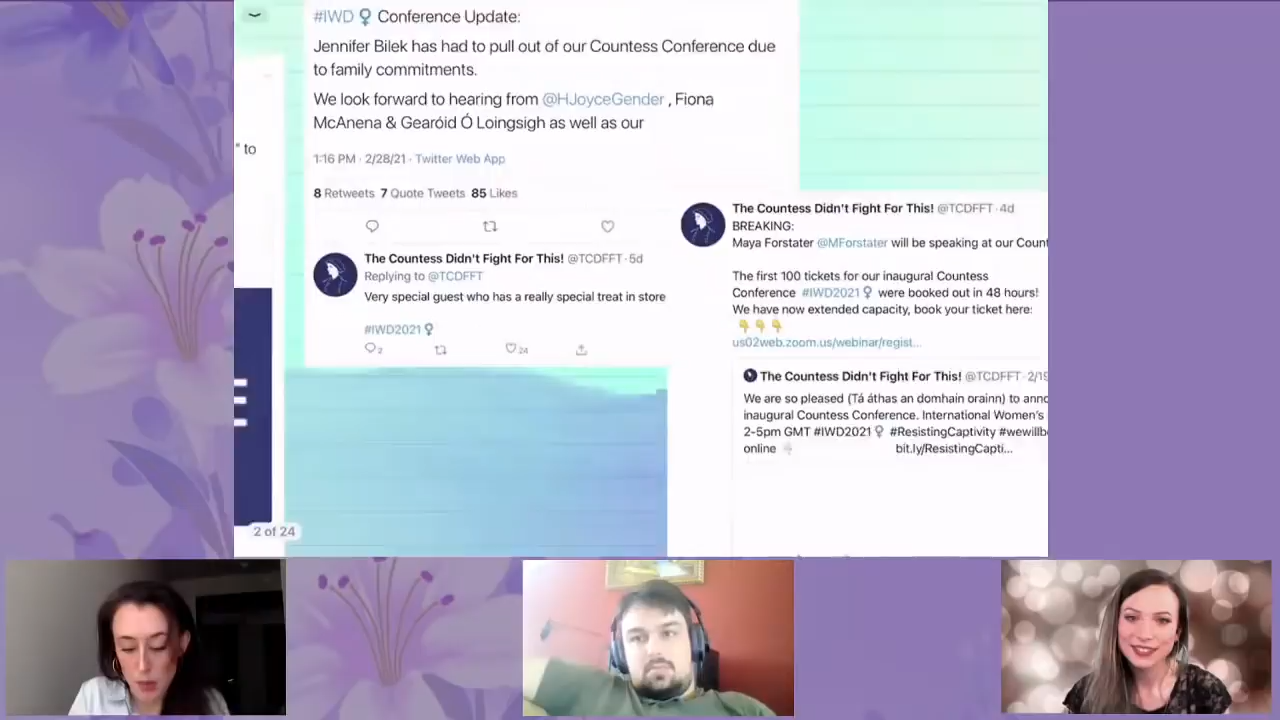 #IWD Conference Update:
Jennifer Bilek has had to pull out of our Countess Conference due
to family commitments.
We look forward to hearing from @HJoyceGender , Fiona
McAnena & Gearóid Ó Loingsigh as well as our
1:16 PM · 2/28/21 · Twitter Web App
8 Retweets 7 Quote Tweets 85 Likes
The Countess Didn't Fight For This! @TCDFFT · 5d
Replying to @TCDFFT
Very special guest who has a really special treat in store
#IWD2021
2
24
" to
E
2 of 24
The Countess Didn't Fight For This! @TCDFFT · 4d
BREAKING:
Maya Forstater @MForstater will be speaking at our Count
The first 100 tickets for our inaugural Countess
Conference #IWD2021 were booked out in 48 hours!
We have now extended capacity, book your ticket here:
us02web.zoom.us/webinar/regist...
The Countess Didn't Fight For This! @TCDFFT · 2/19
We are so pleased (Tá áthas an domhain orainn) to anno
inaugural Countess Conference. International Women's
2-5pm GMT #IWD2021 #ResistingCaptivity #wewillb
online bit.ly/ResistingCapti...